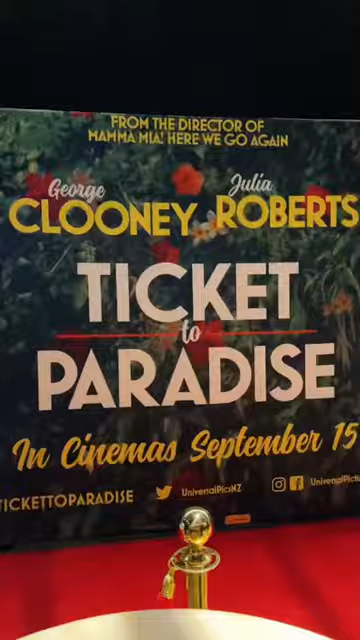 FROM THE DIRECTOR OF
MAMMA MIA! HERE WE GO AGAIN
George Julia
CLOONEY ROBERTS
TICKET
to
PARADISE
In Cinemas September 15
TICKETTOPARADISE UniversalPicsNZ